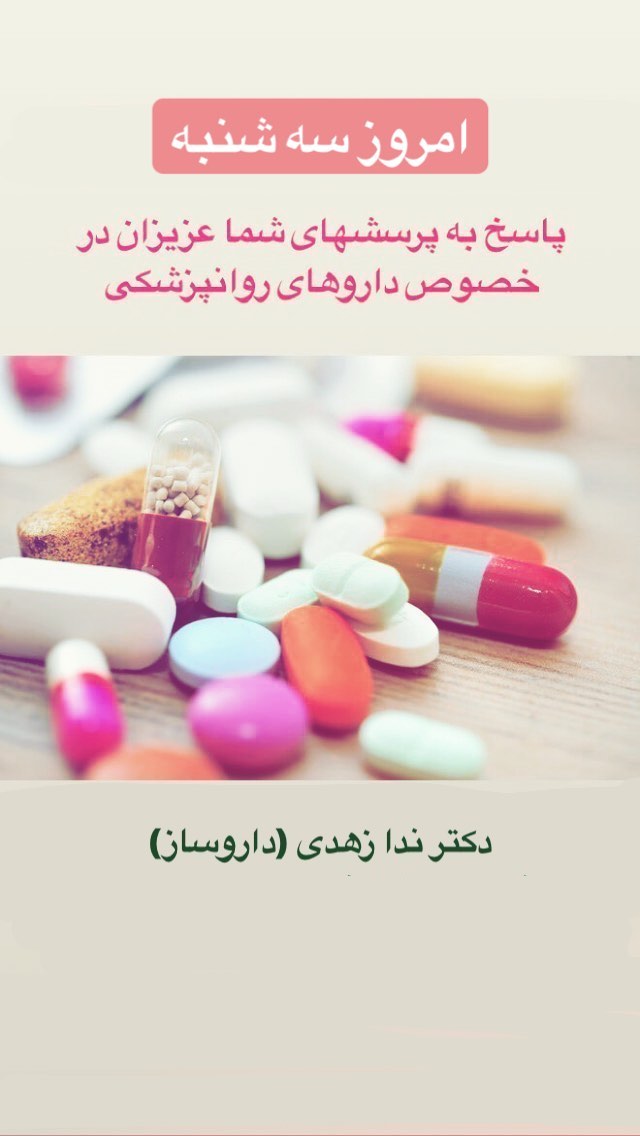 امروز سه شنبه
پاسخ به پرسشهای شما عزیزان در
خصوص داروهای روانپزشکی
دکتر ندا زهدی (داروساز)